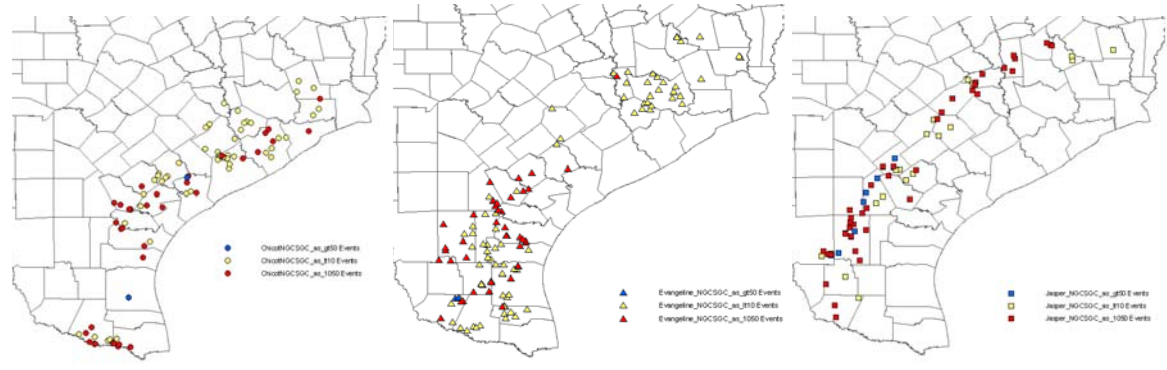 ChicotNGCSGC_as_gt50 Events
ChicotNGCSGC_as_lt10 Events
ChicotNGCSGC_as_1050 Events
Evangeline_NGCSGC_as_gt50 Events
Evangeline_NGCSGC_as_lt10 Events
Evangeline_NGCSGC_as_1050 Events
Jasper_NGCSGC_as_gt50 Events
Jasper_NGCSGC_as_lt10 Events
Jasper_NGCSGC_as_1050 Events